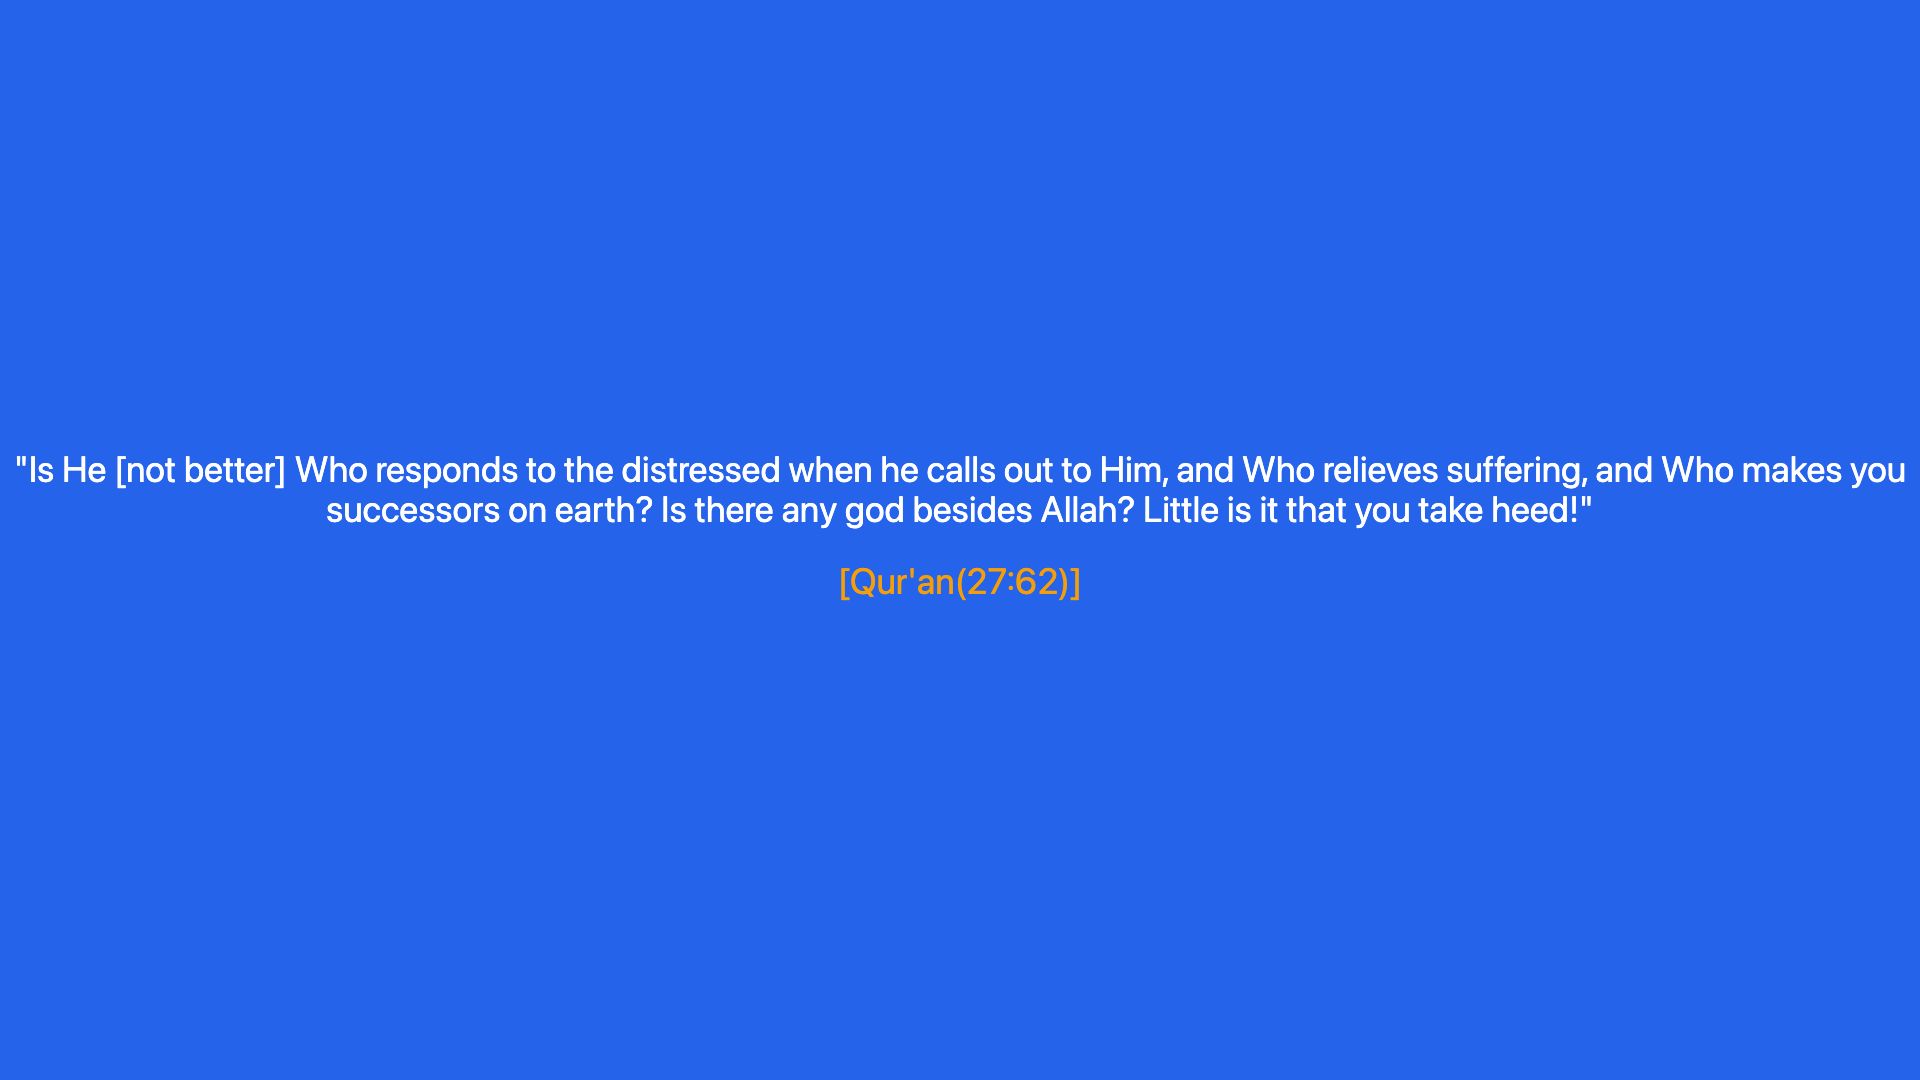 "Is He [not better] Who responds to the distressed when he calls out to Him, and Who relieves suffering, and Who makes you
successors on earth? Is there any god besides Allah? Little is it that you take heed!"
[Qur'an(27:62)]